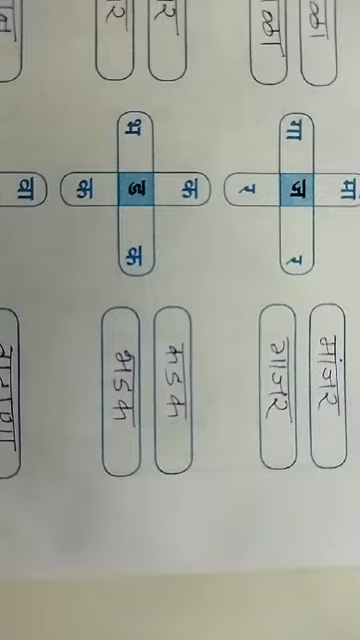 ळा
मा
मांजर
ळा
गा ज र
गाजर
र
र
क
कडक
र
भ ड क
भडक
क
वा